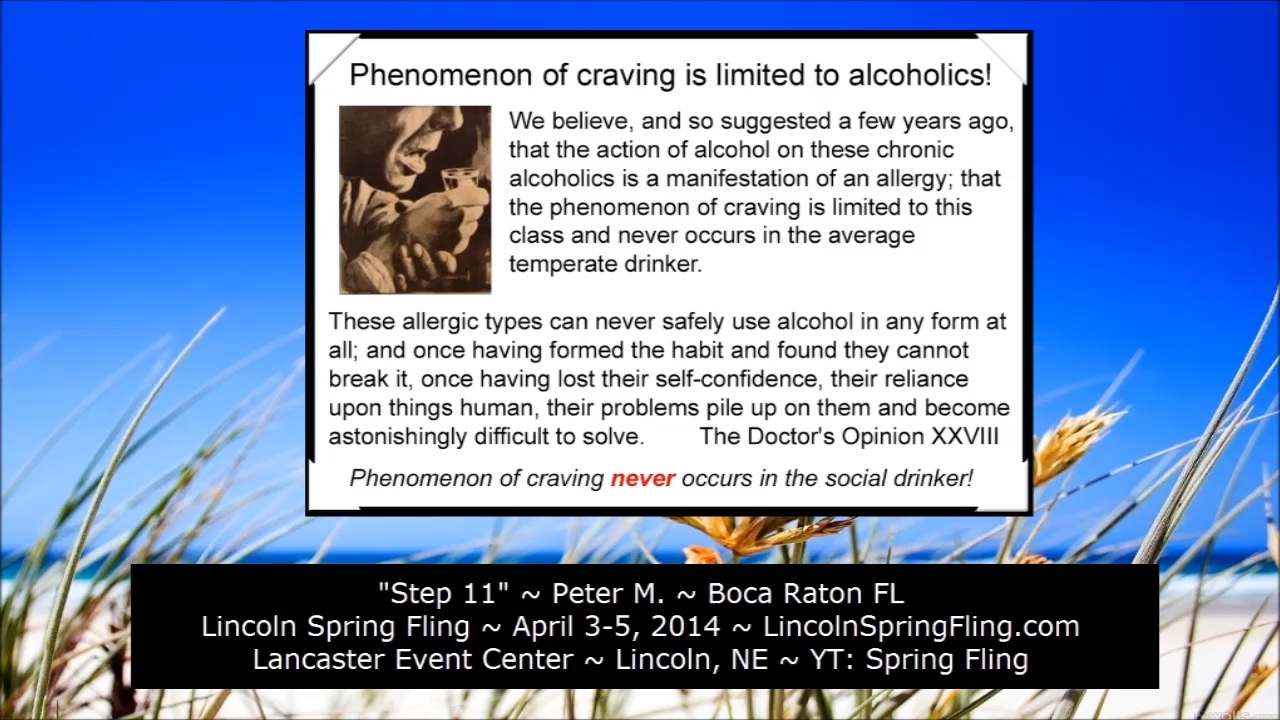 Phenomenon of craving is limited to alcoholics!
We believe, and so suggested a few years ago,
that the action of alcohol on these chronic
alcoholics is a manifestation of an allergy; that
the phenomenon of craving is limited to this
class and never occurs in the average
temperate drinker.
These allergic types can never safely use alcohol in any form at
all; and once having formed the habit and found they cannot
break it, once having lost their self-confidence, their reliance
upon things human, their problems pile up on them and become
astonishingly difficult to solve. The Doctor's Opinion XXVIII
Phenomenon of craving never occurs in the social drinker!
"Step 11" ~ Peter M. ~ Boca Raton FL
Lincoln Spring Fling ~ April 3-5, 2014 ~ LincolnSpringFling.com
Lancaster Event Center ~ Lincoln, NE ~ YT: Spring Fling